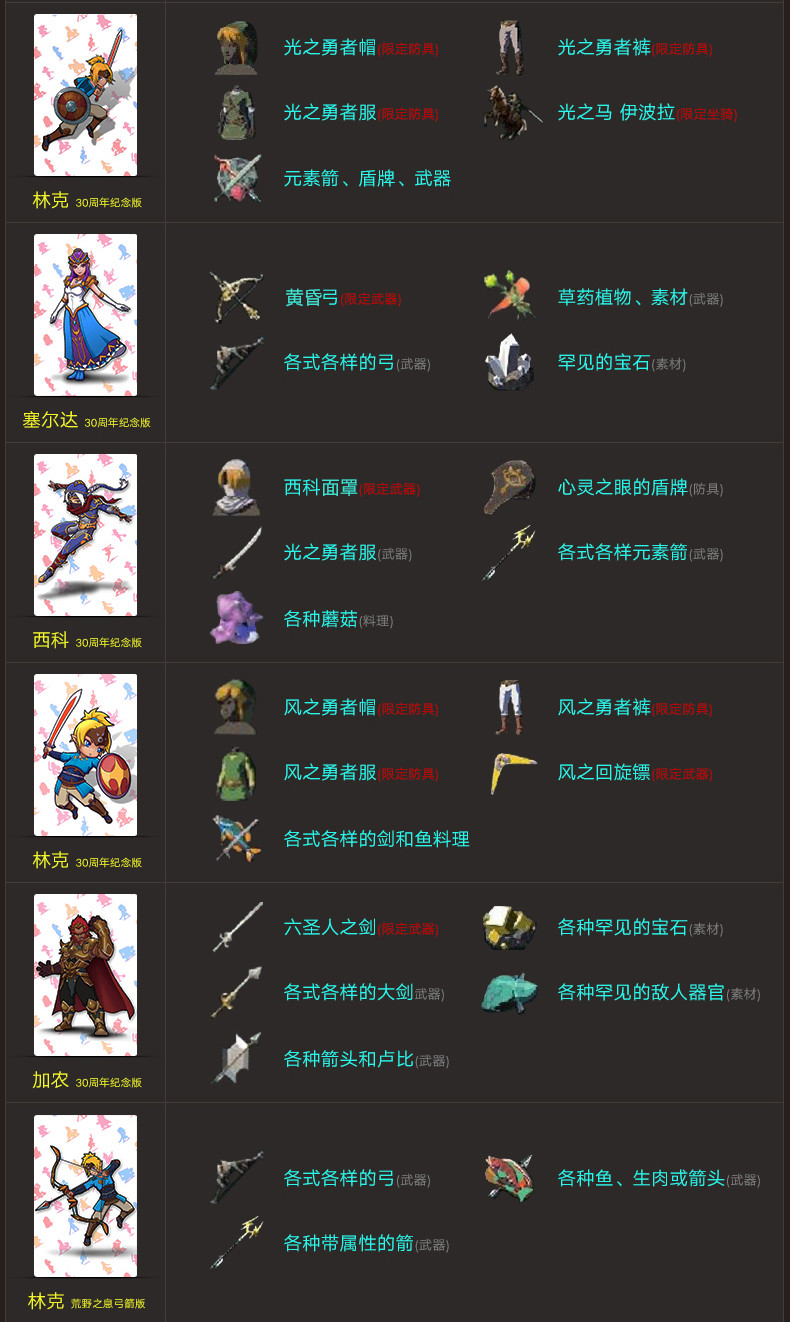 光之勇者帽(限定防具) 光之勇者裤(限定防具)
光之勇者服(限定防具) 光之马 伊波拉(限定坐骑)
元素箭、盾牌、武器
林克 30周年纪念版
黄昏弓(限定武器) 草药植物、素材(武器)
各式各样的弓(武器) 罕见的宝石(素材)
塞尔达 30周年纪念版
西科面罩(限定武器) 心灵之眼的盾牌(防具)
光之勇者服(武器) 各式各样元素箭(武器)
各种蘑菇(料理)
西科 30周年纪念版
风之勇者帽(限定防具) 风之勇者裤(限定防具)
风之勇者服(限定防具) 风之回旋镖(限定武器)
各式各样的剑和鱼料理
林克 30周年纪念版
六圣人之剑(限定武器) 各种罕见的宝石(素材)
各式各样的大剑武器) 各种罕见的敌人器官(素材)
各种箭头和卢比(武器)
加农 30周年纪念版
各式各样的弓(武器) 各种鱼、生肉或箭头(武器)
各种带属性的箭(武器)
林克 荒野之息弓箭版